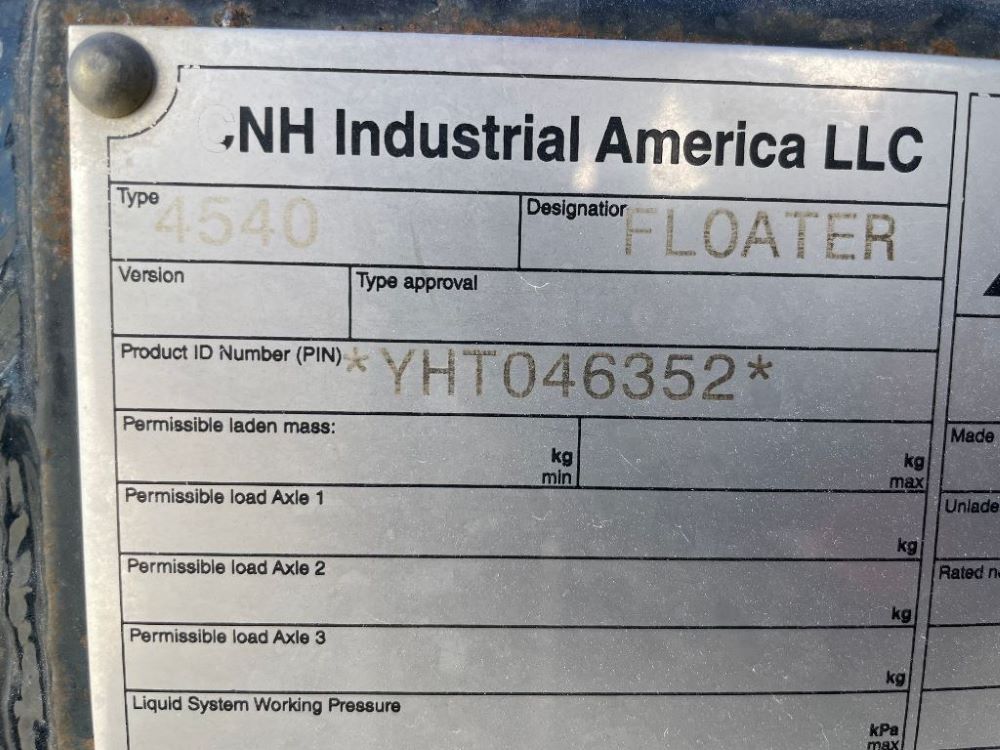 CNH Industrial America LLC
Type 4540 Designation FLOATER
Version Type approval
Product ID Number (PIN) *YHT046352*
Permissible laden mass:
kg min kg max
Made
Permissible load Axle 1
kg
Unlade
Permissible load Axle 2
kg
Rated
Permissible load Axle 3
kg
Liquid System Working Pressure
kPa
max